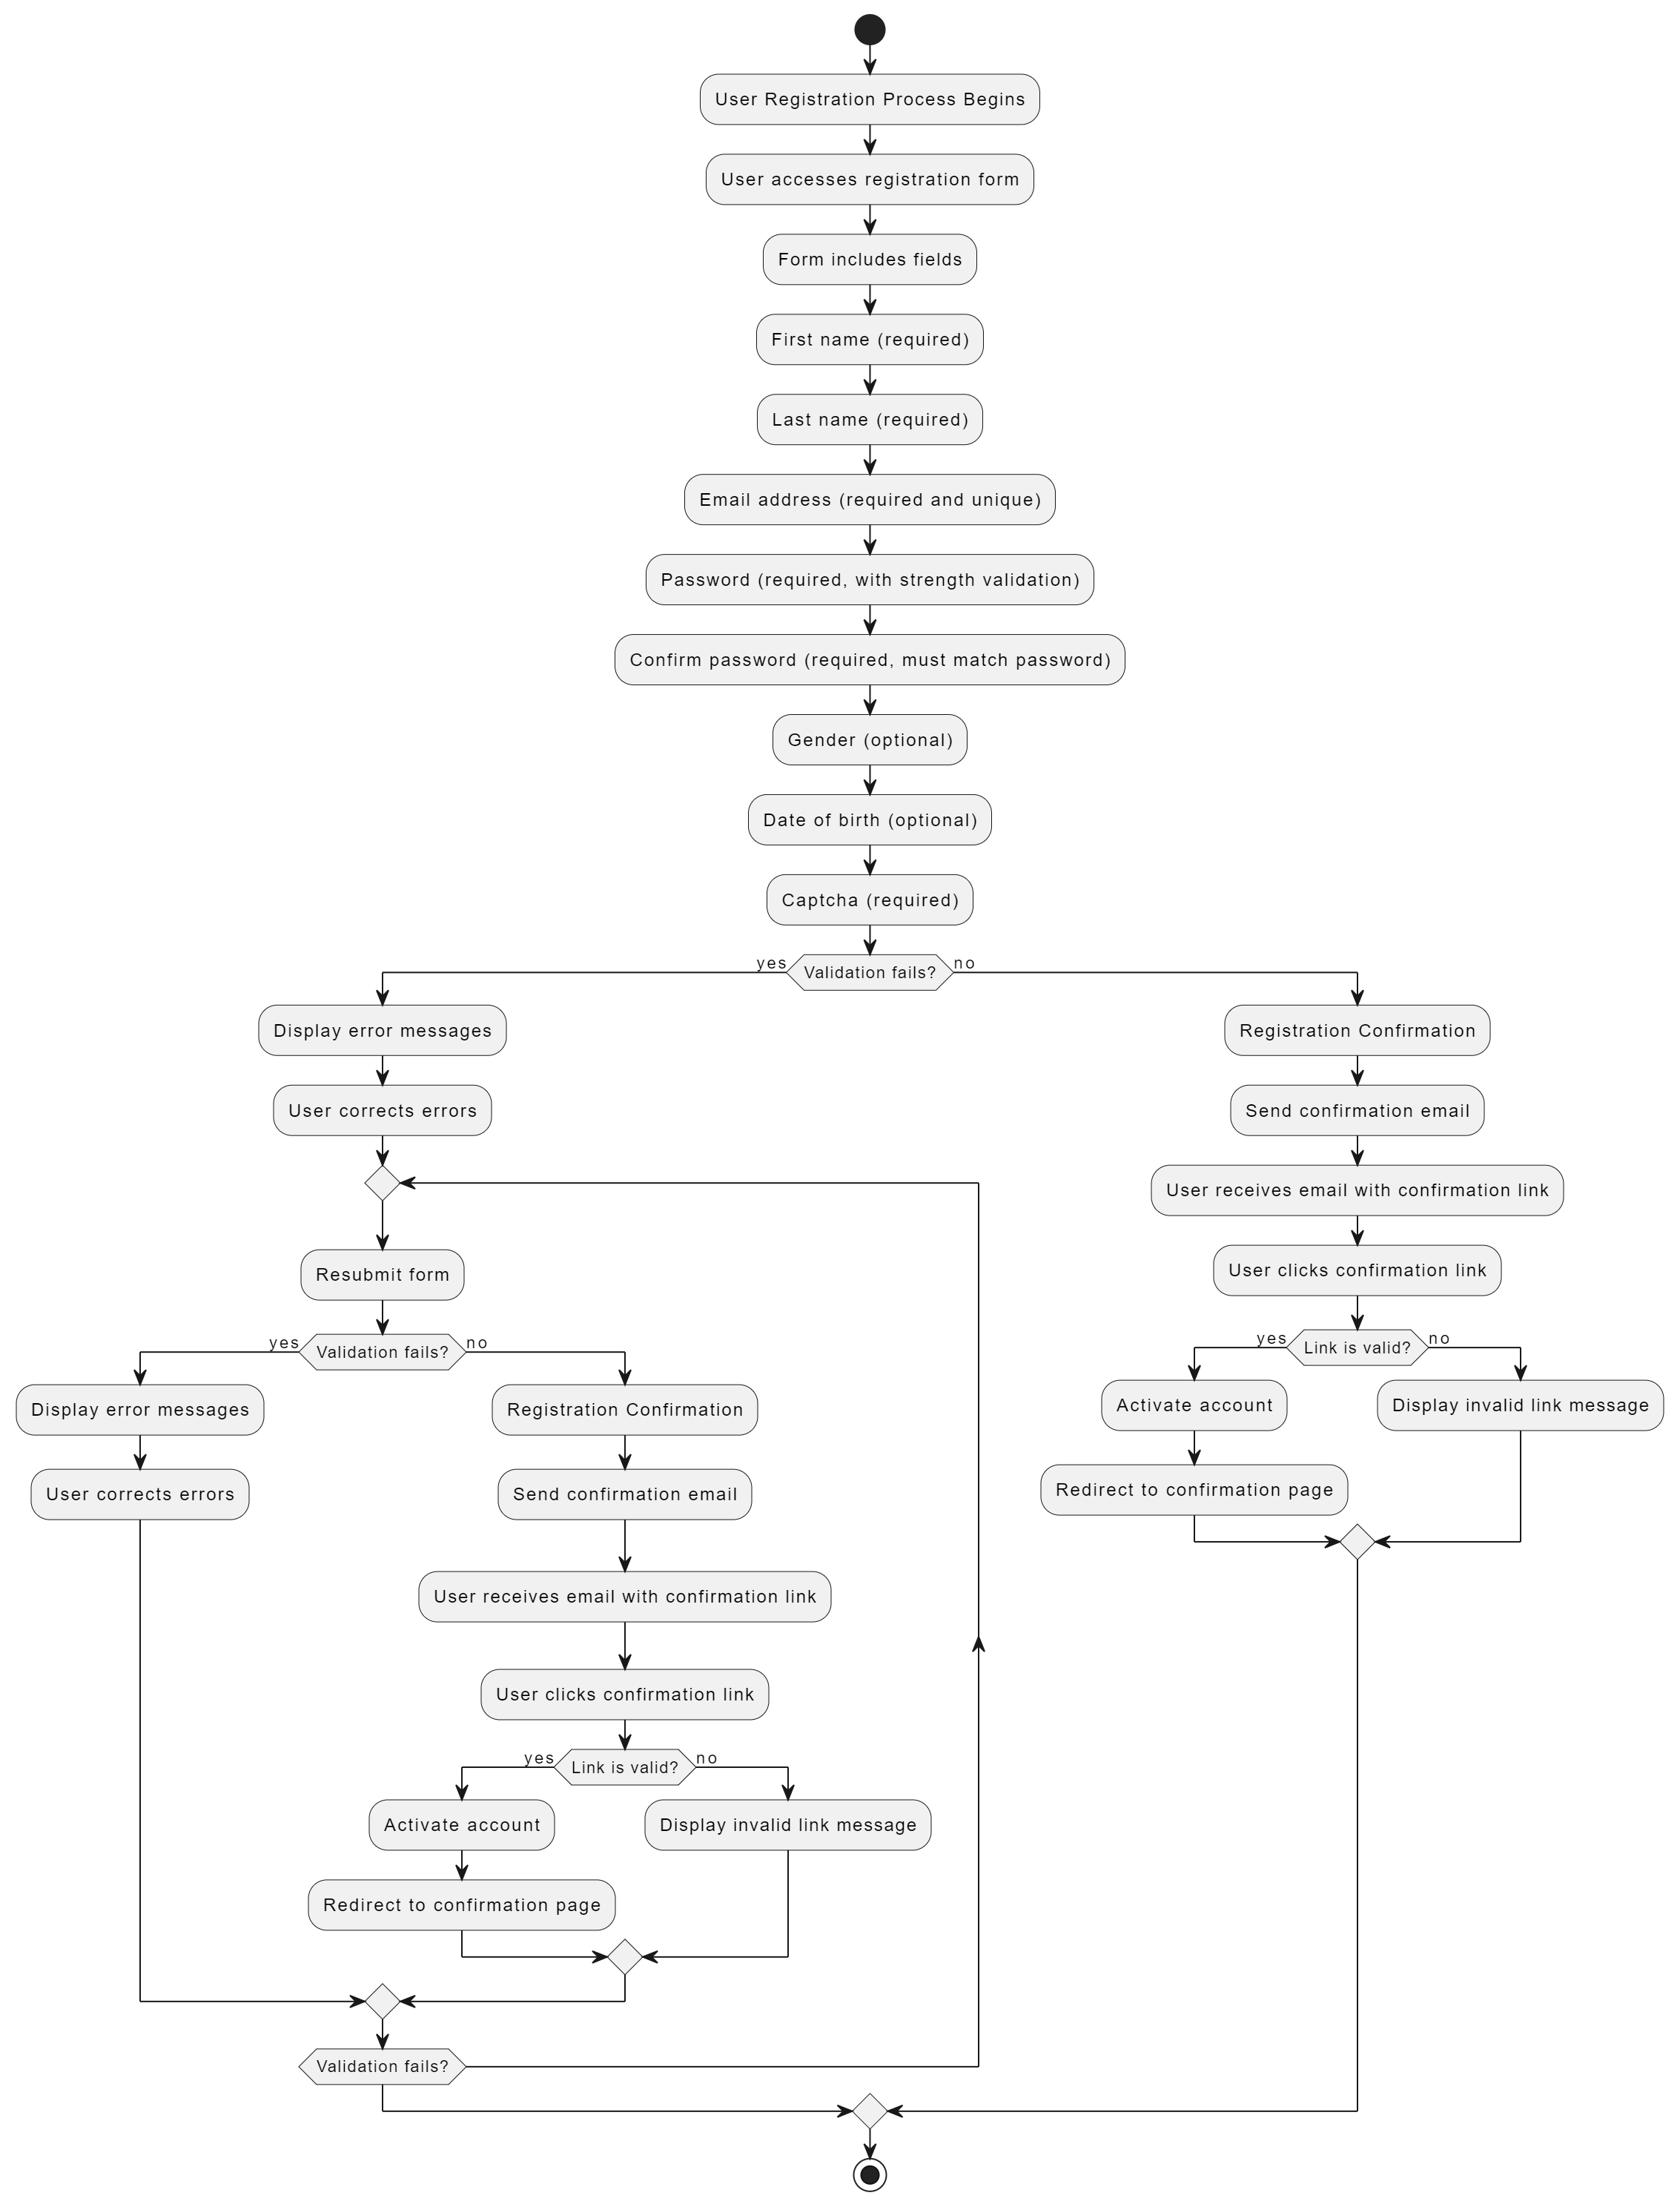 User Registration Process Begins
User accesses registration form
Form includes fields
First name (required)
Last name (required)
Email address (required and unique)
Password (required, with strength validation)
Confirm password (required, must match password)
Gender (optional)
Date of birth (optional)
Captcha (required)
yes
Validation fails?
no
Display error messages
User corrects errors
Resubmit form
yes
Validation fails?
no
Display error messages
User corrects errors
Registration Confirmation
Send confirmation email
User receives email with confirmation link
User clicks confirmation link
yes
Link is valid?
no
Activate account
Redirect to confirmation page
Display invalid link message
Validation fails?
Registration Confirmation
Send confirmation email
User receives email with confirmation link
User clicks confirmation link
yes
Link is valid?
no
Activate account
Redirect to confirmation page
Display invalid link message